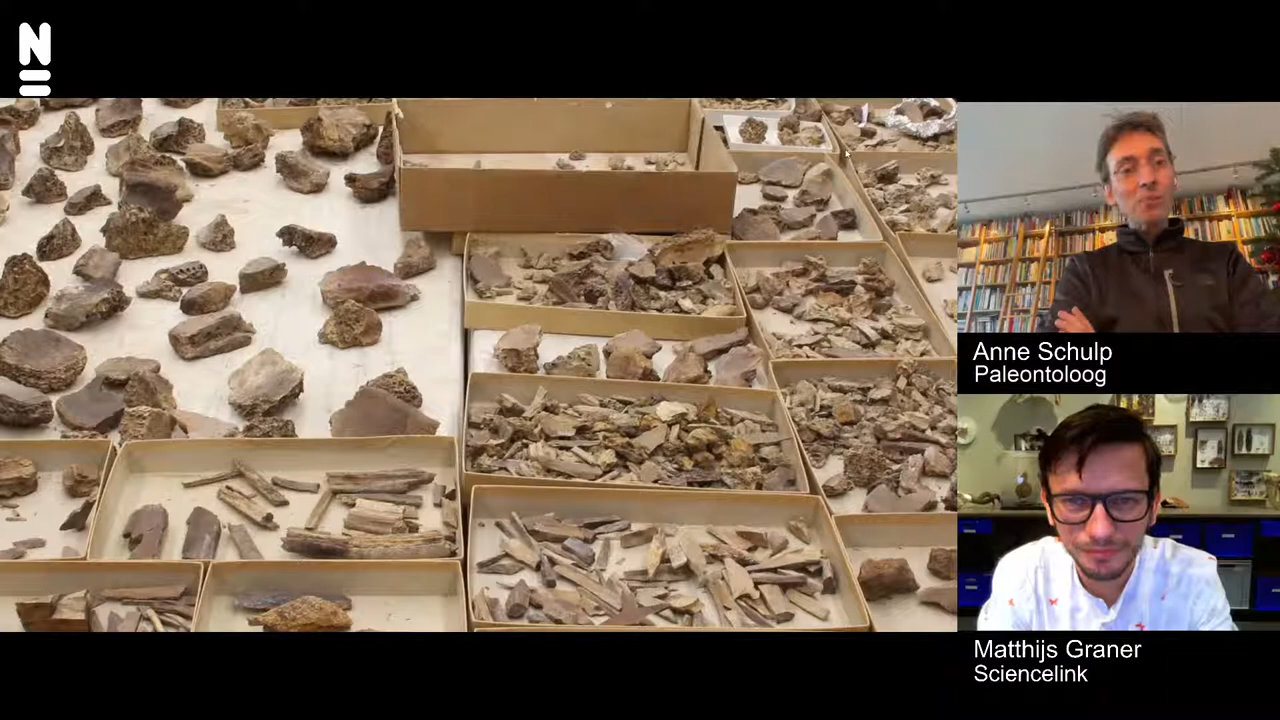 N
Anne Schulp
Paleontoloog
Matthijs Graner
Sciencelink